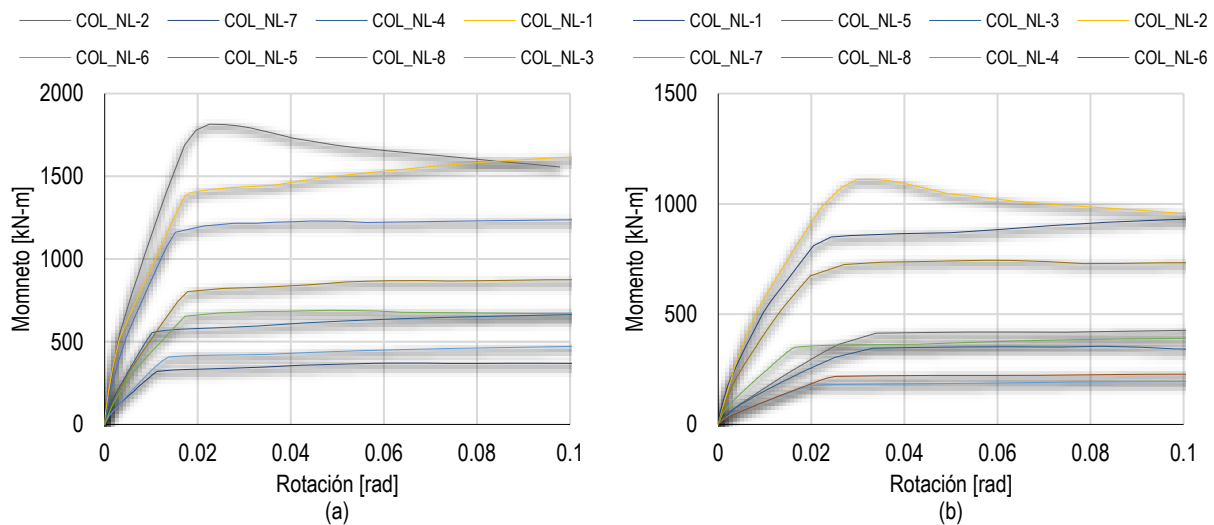 COL_NL-2 COL_NL-7 COL_NL-4 COL_NL-1
COL_NL-6 COL_NL-5 COL_NL-8 COL_NL-3
2000
1500
1000
500
0
Momneto [kN-m]
0 0.02 0.04 0.06 0.08 0.1
Rotación [rad]
(a)
COL_NL-1 COL_NL-5 COL_NL-3 COL_NL-2
COL_NL-7 COL_NL-8 COL_NL-4 COL_NL-6
1500
1000
500
0
Momento [kN-m]
0 0.02 0.04 0.06 0.08 0.1
Rotación [rad]
(b)